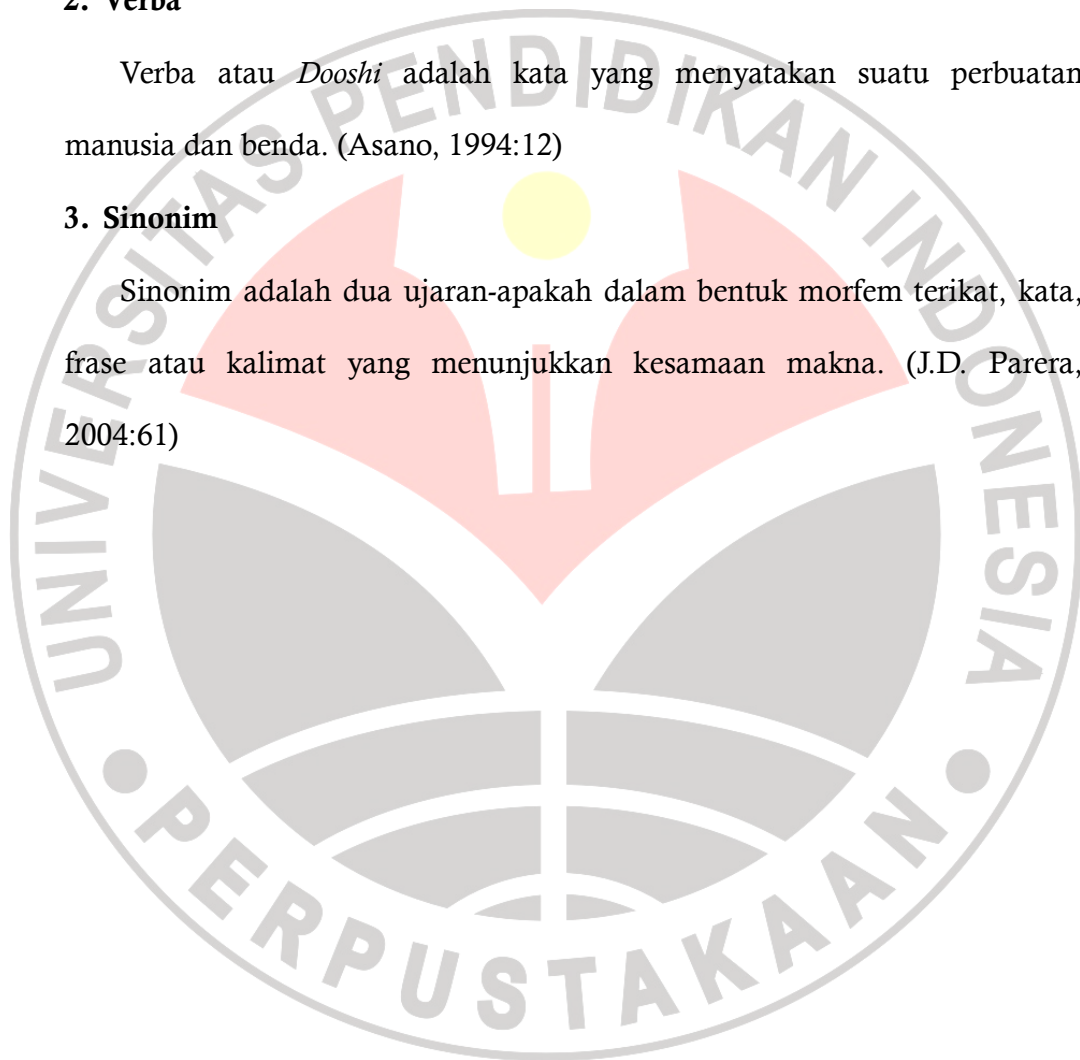 2. Verba
Verba atau Dooshi adalah kata yang menyatakan suatu perbuatan
manusia dan benda. (Asano, 1994:12)
3. Sinonim
Sinonim adalah dua ujaran-apakah dalam bentuk morfem terikat, kata,
frase atau kalimat yang menunjukkan kesamaan makna. (J.D. Parera,
2004:61)
UNIVERSITAS PENDIDIKAN INDONESIA
PERPUSTAKAAN